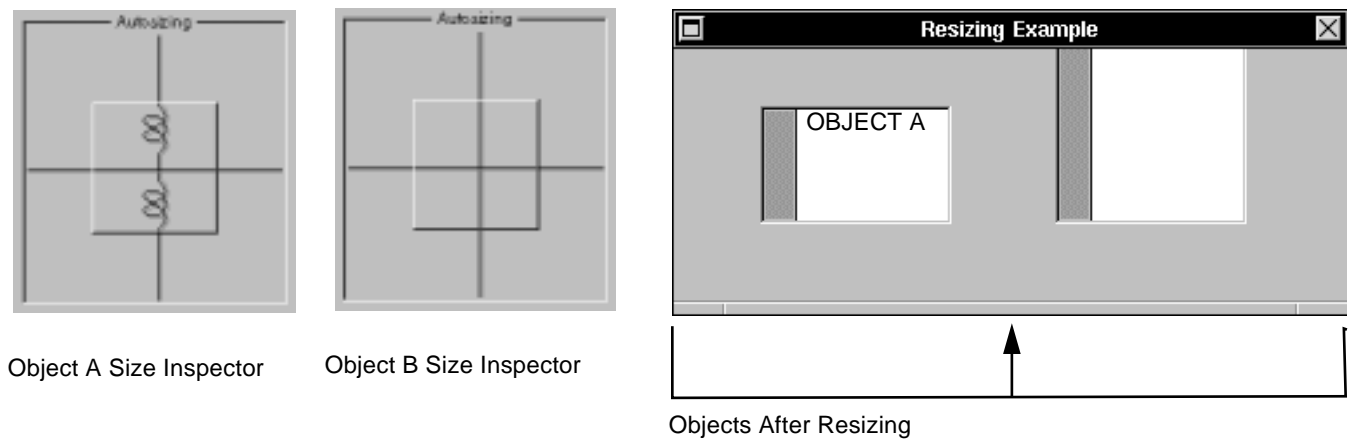 Autosizing
Autosizing
Resizing Example
OBJECT A
Object A Size Inspector
Object B Size Inspector
Objects After Resizing